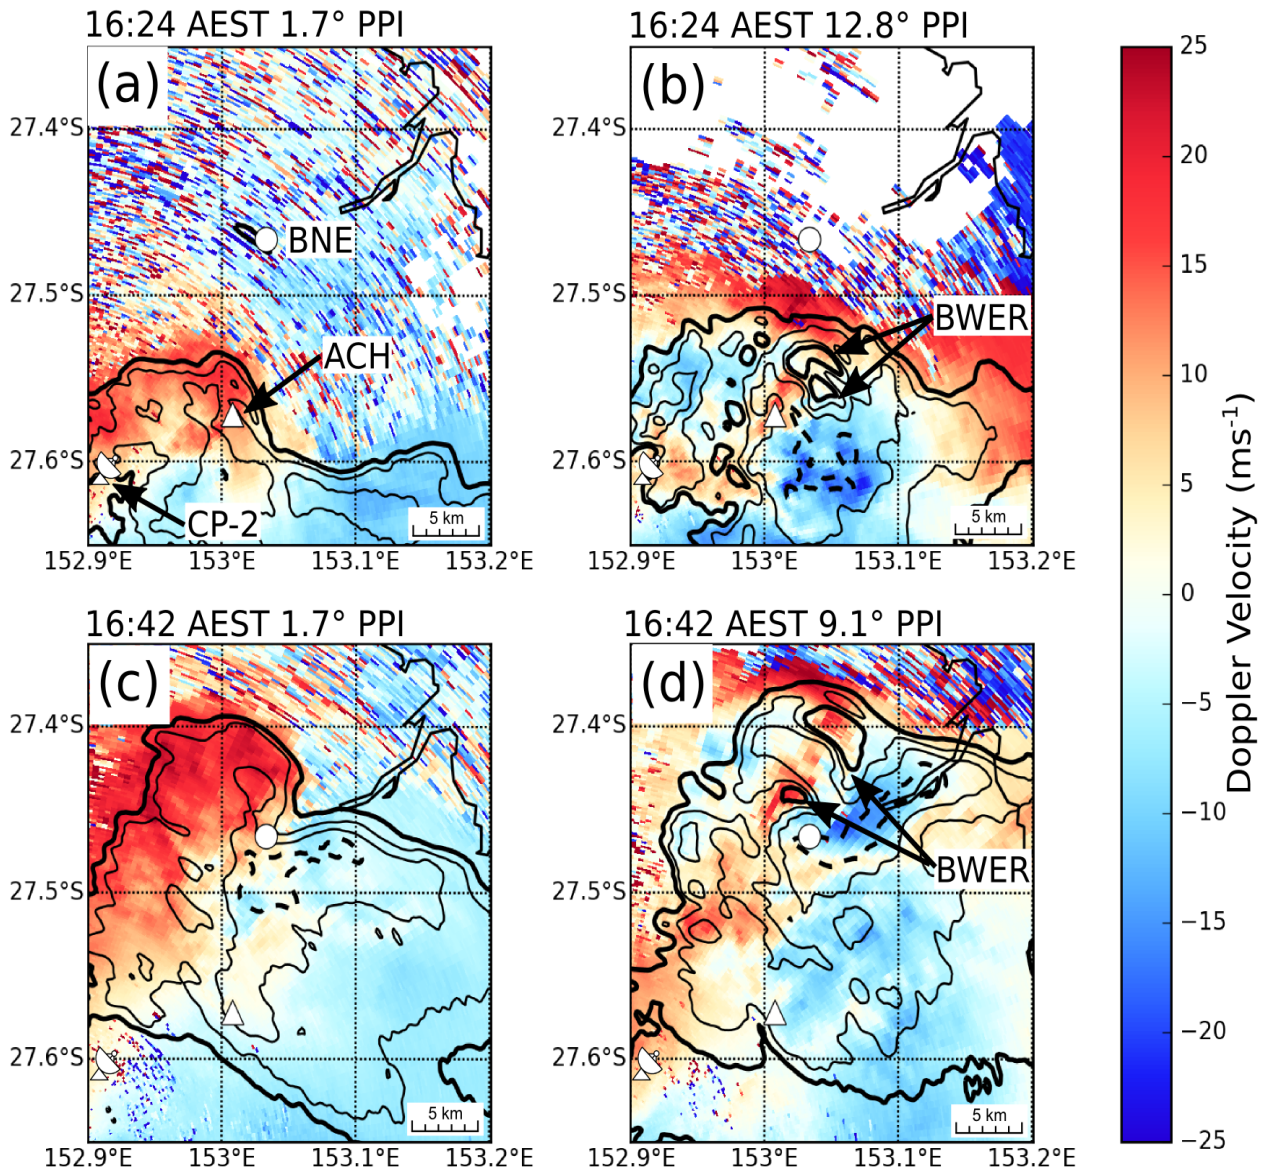 16:24 AEST 1.7° PPI
16:24 AEST 12.8° PPI
(a)
(b)
27.4°S
27.4°S
BNE
27.5°S
27.5°S
BWER
ACH
27.6°S
27.6°S
CP-2
5 km
5 km
152.9°E
153°E
153.1°E
153.2°E
152.9°E
153°E
153.1°E
153.2°E
16:42 AEST 1.7° PPI
16:42 AEST 9.1° PPI
(c)
(d)
27.4°S
27.4°S
BWER
27.5°S
27.5°S
27.6°S
27.6°S
5 km
5 km
152.9°E
153°E
153.1°E
153.2°E
152.9°E
153°E
153.1°E
153.2°E
25
20
15
10
5
0
−5
−10
−15
−20
−25
Doppler Velocity (ms⁻¹)